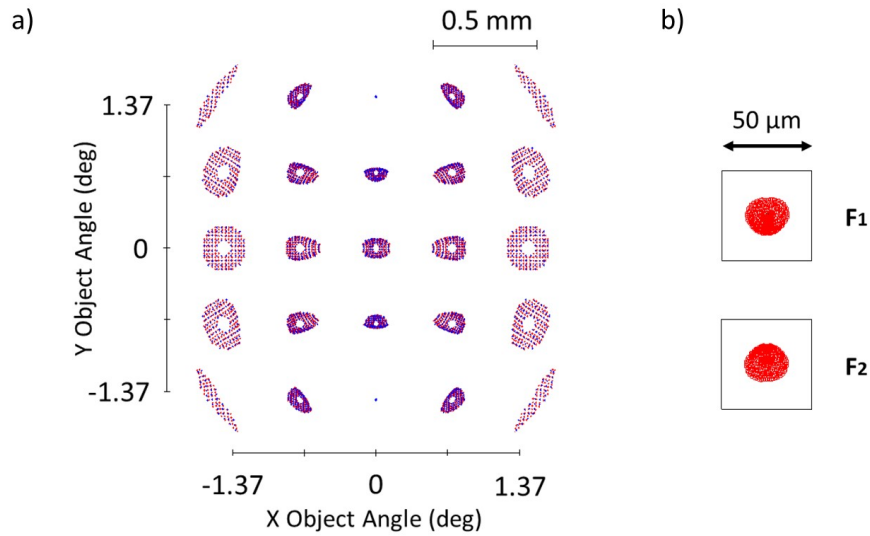 a)
0.5 mm
b)
1.37
0
-1.37
Y Object Angle (deg)
-1.37
0
1.37
X Object Angle (deg)
50 µm
F1
F2